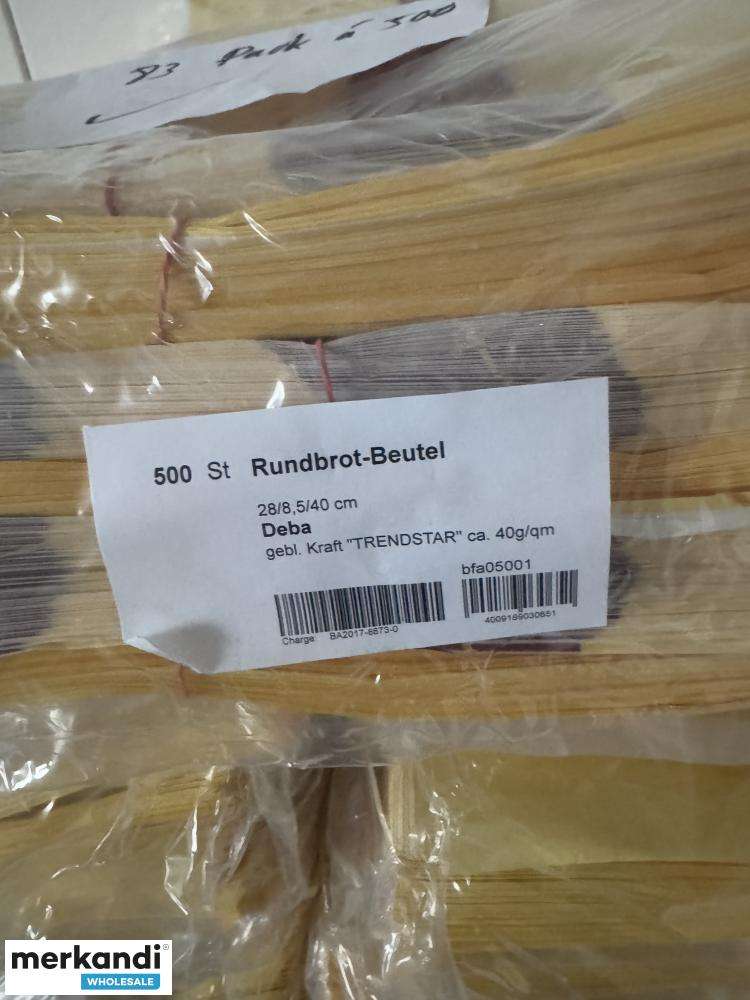 83 Pack á 500
500 St Rundbrot-Beutel
28/8,5/40 cm
Deba
gebl. Kraft "TRENDSTAR" ca. 40g/qm
bfa05001
Charge: BA2017-8873-0
4009189030651
merkandi®
WHOLESALE